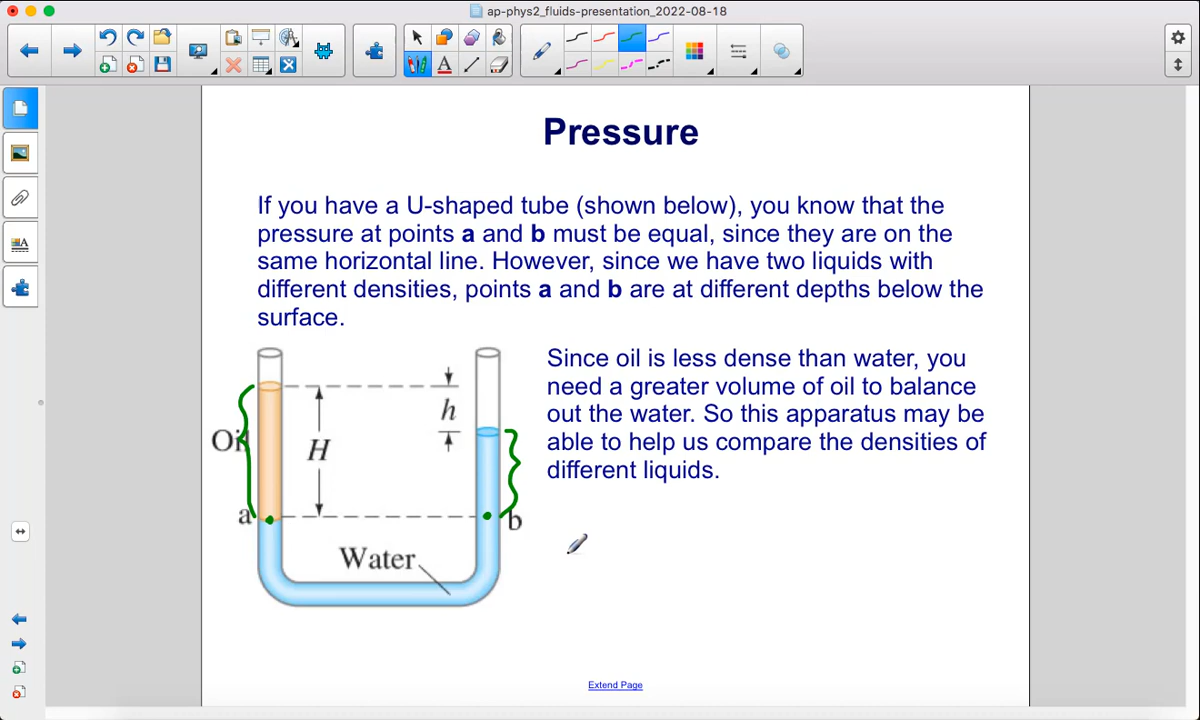 ap-phys2_fluids-presentation_2022-08-18
Pressure
If you have a U-shaped tube (shown below), you know that the
pressure at points a and b must be equal, since they are on the
same horizontal line. However, since we have two liquids with
different densities, points a and b are at different depths below the
surface.
Since oil is less dense than water, you
need a greater volume of oil to balance
out the water. So this apparatus may be
able to help us compare the densities of
different liquids.
h
Oil
H
a
b
Water
Extend Page